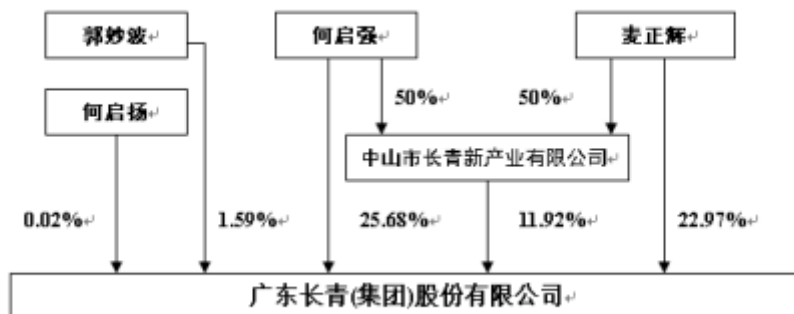 郭妙波
何启强
麦正辉
何启扬
50%
50%
中山市长青新产业有限公司
0.02%
1.59%
25.68%
11.92%
22.97%
广东长青(集团)股份有限公司